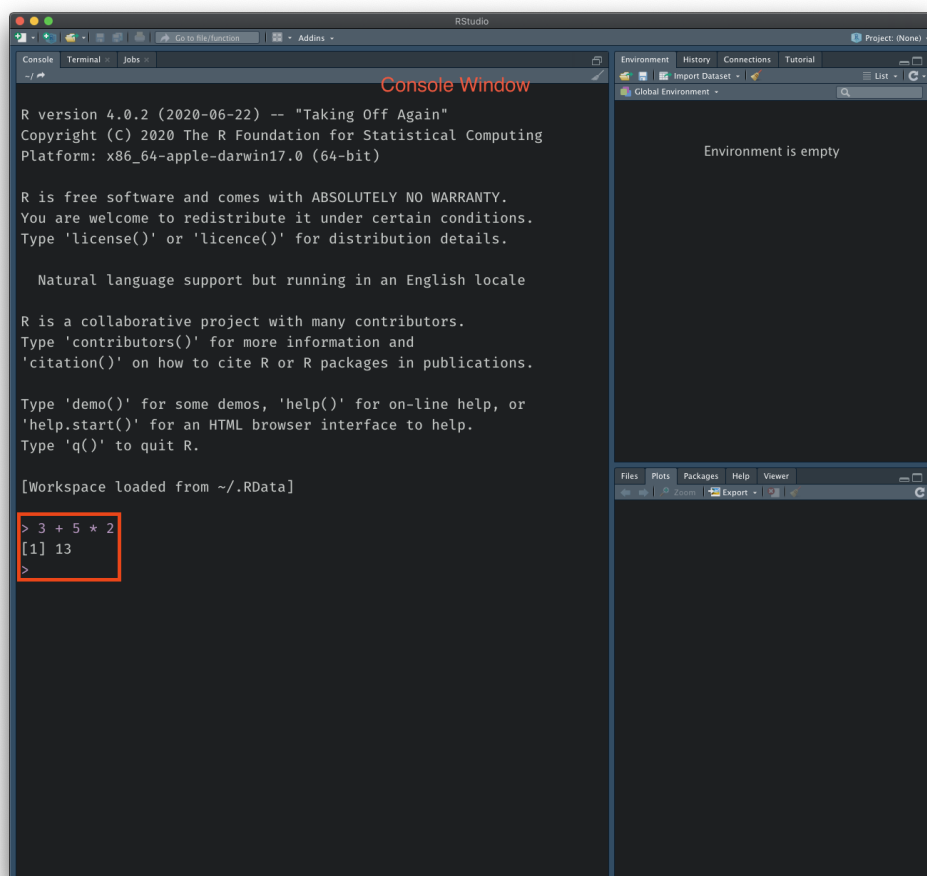 RStudio
Go to file/function
Addins
Project: (None)
Console Terminal Jobs
~/
Console Window
R version 4.0.2 (2020-06-22) -- "Taking Off Again"
Copyright (C) 2020 The R Foundation for Statistical Computing
Platform: x86_64-apple-darwin17.0 (64-bit)
R is free software and comes with ABSOLUTELY NO WARRANTY.
You are welcome to redistribute it under certain conditions.
Type 'license()' or 'licence()' for distribution details.
Natural language support but running in an English locale
R is a collaborative project with many contributors.
Type 'contributors()' for more information and
'citation()' on how to cite R or R packages in publications.
Type 'demo()' for some demos, 'help()' for on-line help, or
'help.start()' for an HTML browser interface to help.
Type 'q()' to quit R.
[Workspace loaded from ~/.RData]
> 3 + 5 * 2
[1] 13
>
Environment History Connections Tutorial
Import Dataset
List
Global Environment
Environment is empty
Files Plots Packages Help Viewer
Zoom Export